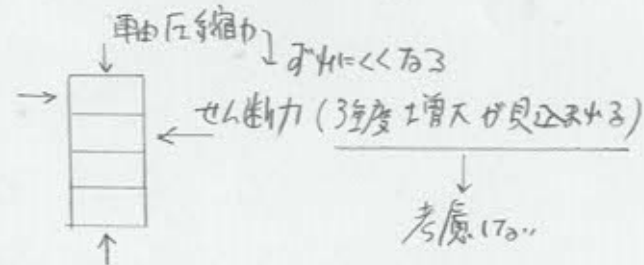 軸圧縮力
ずれにくくなる
せん断力(強度増大が見込まれる)
考慮しない